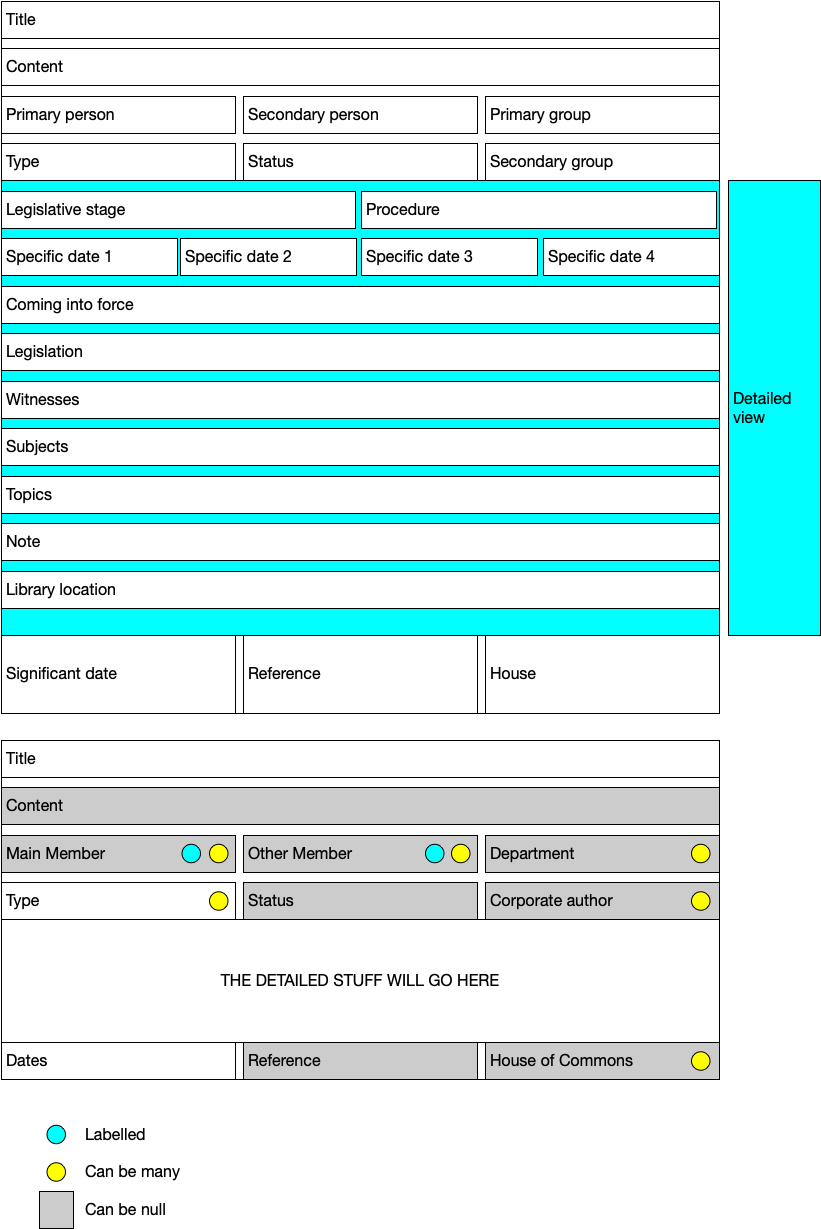 Title
Content
Primary person
Secondary person
Primary group
Type
Status
Secondary group
Legislative stage
Procedure
Specific date 1
Specific date 2
Specific date 3
Specific date 4
Coming into force
Legislation
Witnesses
Detailed
view
Subjects
Topics
Note
Library location
Significant date
Reference
House
Title
Content
Main Member
Other Member
Department
Type
Status
Corporate author
THE DETAILED STUFF WILL GO HERE
Dates
Reference
House of Commons
Labelled
Can be many
Can be null